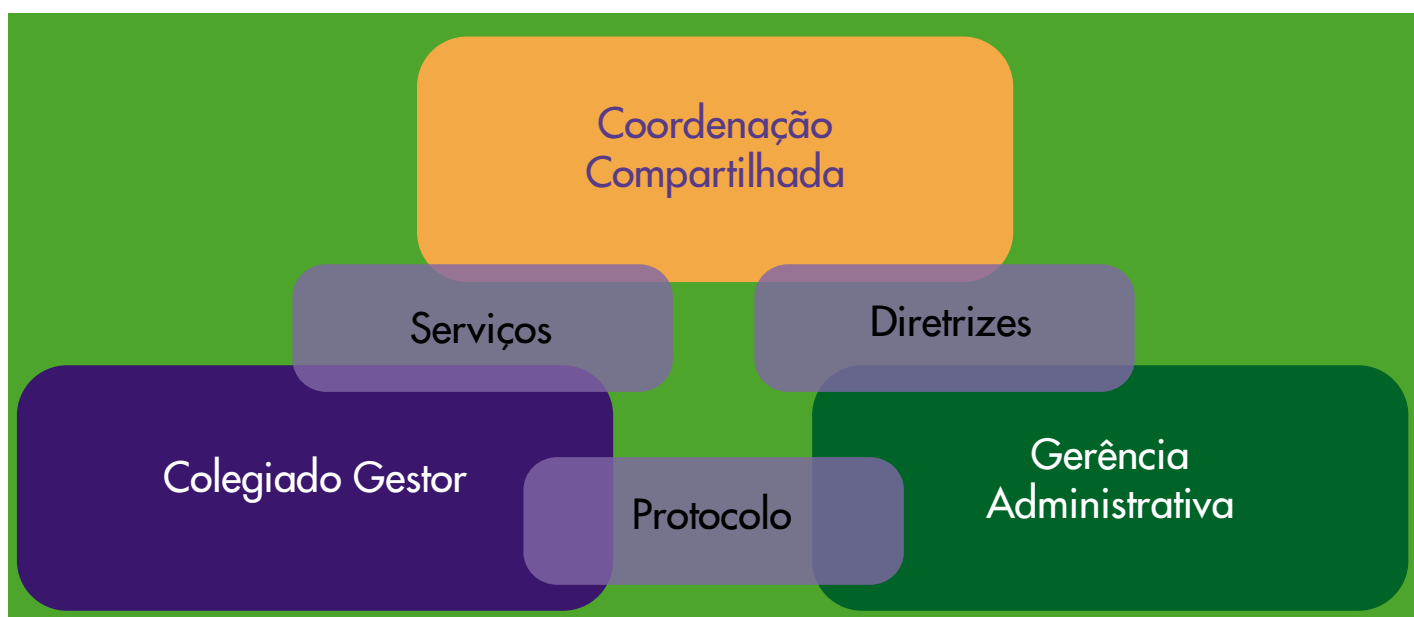 Coordenação
Compartilhada
Serviços
Diretrizes
Colegiado Gestor
Gerência
Administrativa
Protocolo